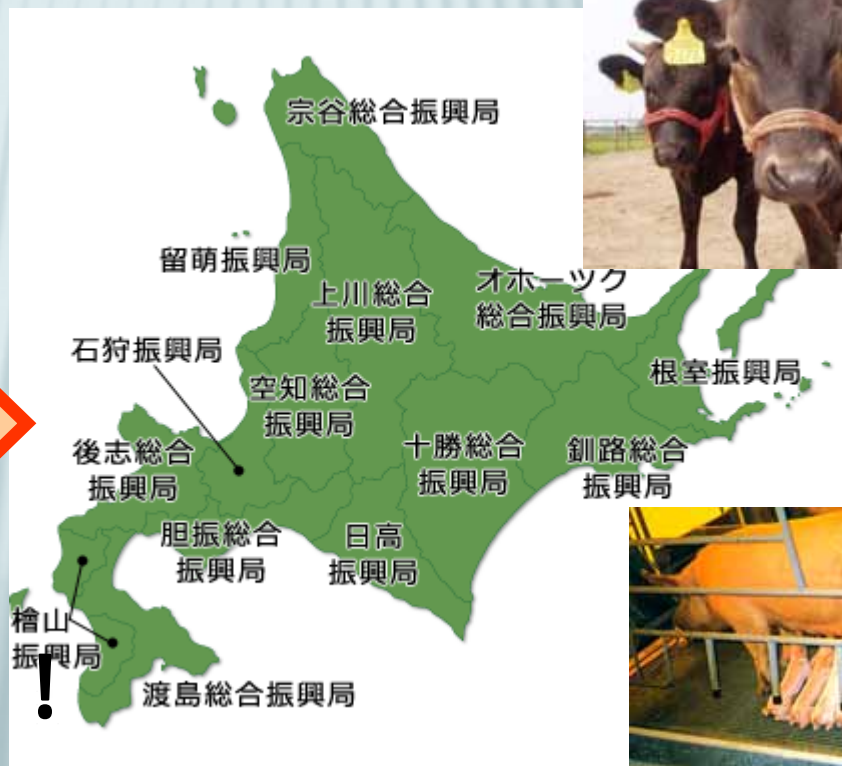 宗谷総合振興局
留萌振興局
上川総合
振興局
オホーツク
総合振興局
石狩振興局
空知総合
振興局
根室振興局
後志総合
振興局
十勝総合
振興局
釧路総合
振興局
胆振総合
振興局
日高
振興局
檜山
振興局
!
渡島総合振興局